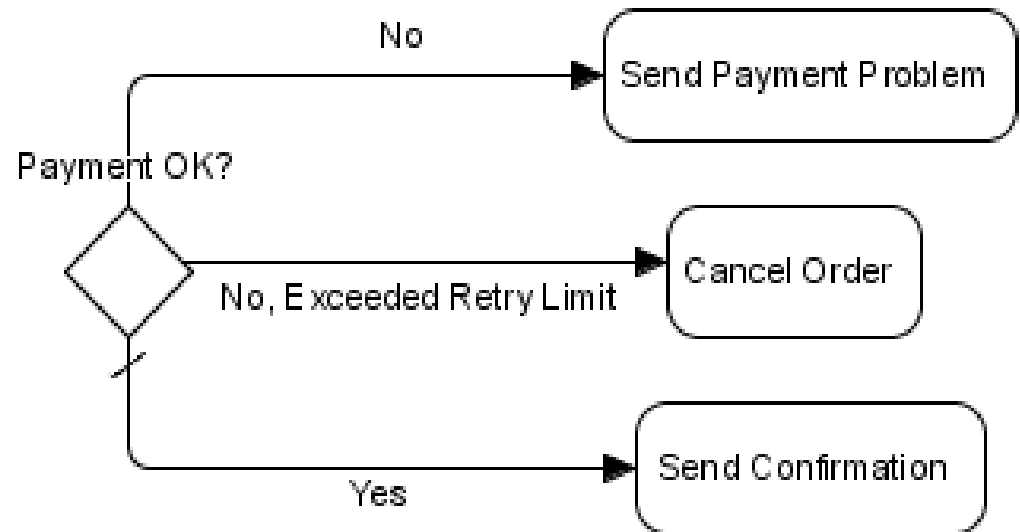 No
Send Payment Problem
Payment OK?
Cancel Order
No, Exceeded Retry Limit
Send Confirmation
Yes